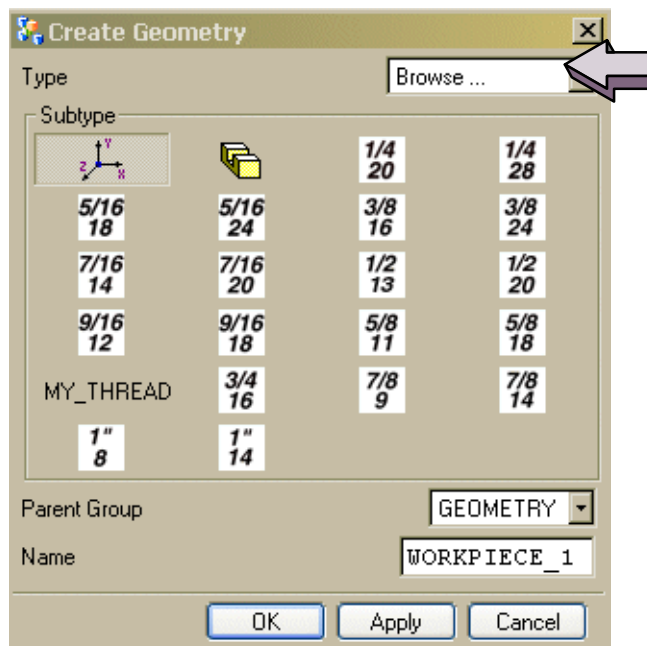 Create Geometry
Type Browse ...
Subtype
Y
Z X
1/4 1/4
20 28
5/16 5/16 3/8 3/8
18 24 16 24
7/16 7/16 1/2 1/2
14 20 13 20
9/16 9/16 5/8 5/8
12 18 11 18
MY_THREAD 3/4 7/8 7/8
16 9 14
1" 1"
8 14
Parent Group GEOMETRY
Name WORKPIECE_1
OK Apply Cancel